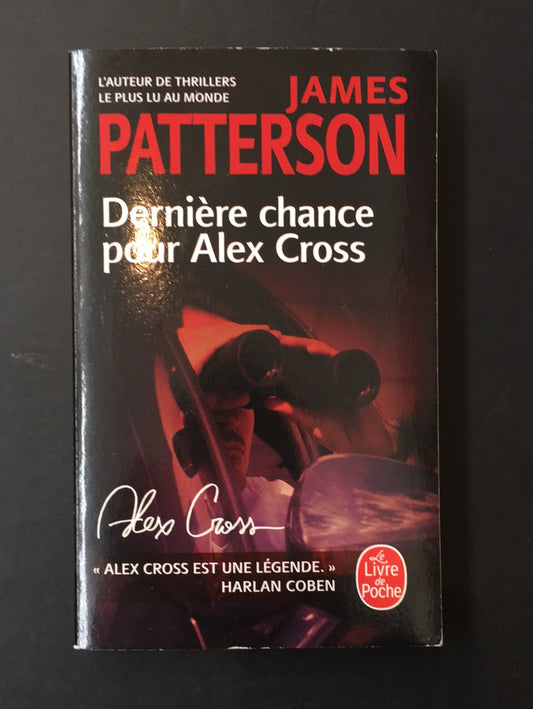 L'AUTEUR DE THRILLERS
LE PLUS LU AU MONDE
JAMES
PATTERSON
Dernière chance
pour Alex Cross
Alex Cross
« ALEX CROSS EST UNE LÉGENDE. »
HARLAN COBEN
Le
Livre
de
Poche